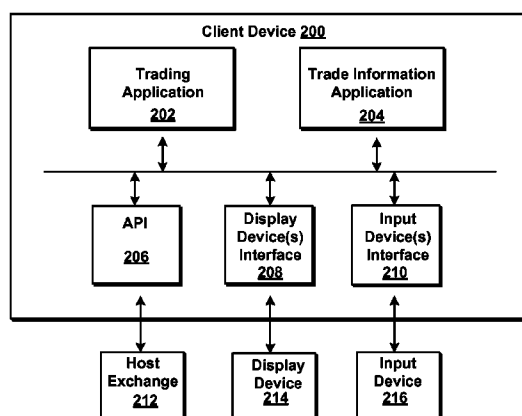 Client Device 200
Trading
Application
202
Trade Information
Application
204
API
206
Display
Device(s)
Interface
208
Input
Device(s)
Interface
210
Host
Exchange
212
Display
Device
214
Input
Device
216